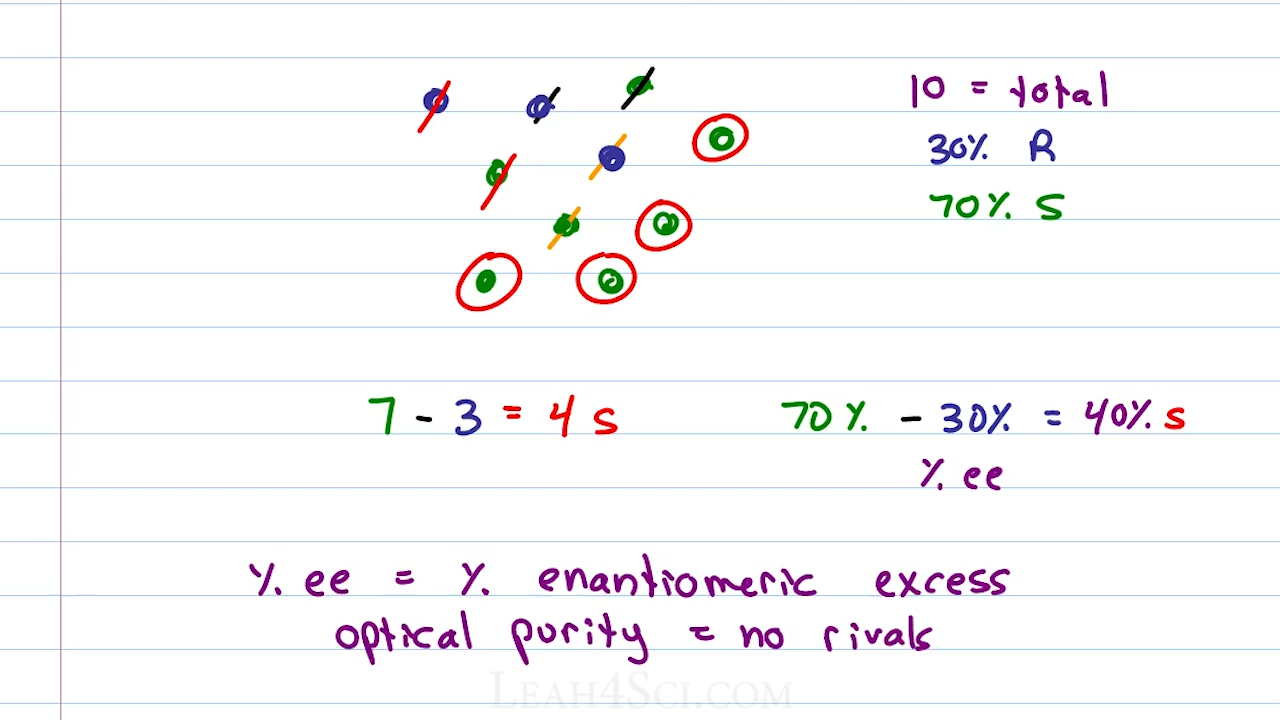 10 = total
30% R
70% S
7 - 3 = 4 S
70% - 30% = 40% S
% ee
% ee = % enantiomeric excess
optical purity = no rivals
LEAH4SCI.COM